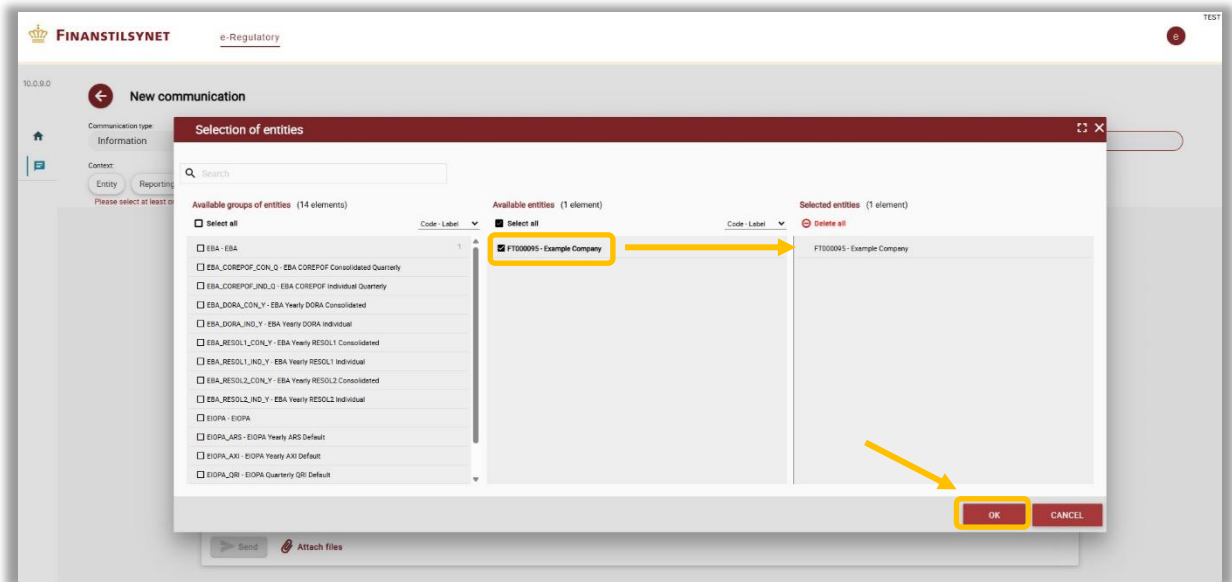 TEST
FINANSTILSYNET
e-Regulatory
e
10.0.9.0
New communication
Communication type:
Information
Context:
Entity
Reporting
Please select at least
Selection of entities
Search
Available groups of entities (14 elements)
Select all
Code - Label
EBA - EBA
1
EBA_COREPOF_CON_Q - EBA COREPOF Consolidated Quarterly
EBA_COREPOF_IND_Q - EBA COREPOF Individual Quarterly
EBA_DORA_CON_Y - EBA Yearly DORA Consolidated
EBA_DORA_IND_Y - EBA Yearly DORA Individual
EBA_RESOL1_CON_Y - EBA Yearly RESOL1 Consolidated
EBA_RESOL1_IND_Y - EBA Yearly RESOL1 Individual
EBA_RESOL2_CON_Y - EBA Yearly RESOL2 Consolidated
EBA_RESOL2_IND_Y - EBA Yearly RESOL2 Individual
EIOPA - EIOPA
EIOPA_ARS - EIOPA Yearly ARS Default
EIOPA_AXI - EIOPA Yearly AXI Default
EIOPA_QRI - EIOPA Quarterly QRI Default
Available entities (1 element)
Select all
Code - Label
FT000095 - Example Company
Selected entities (1 element)
Delete all
FT000095 - Example Company
OK
CANCEL
Send
Attach files